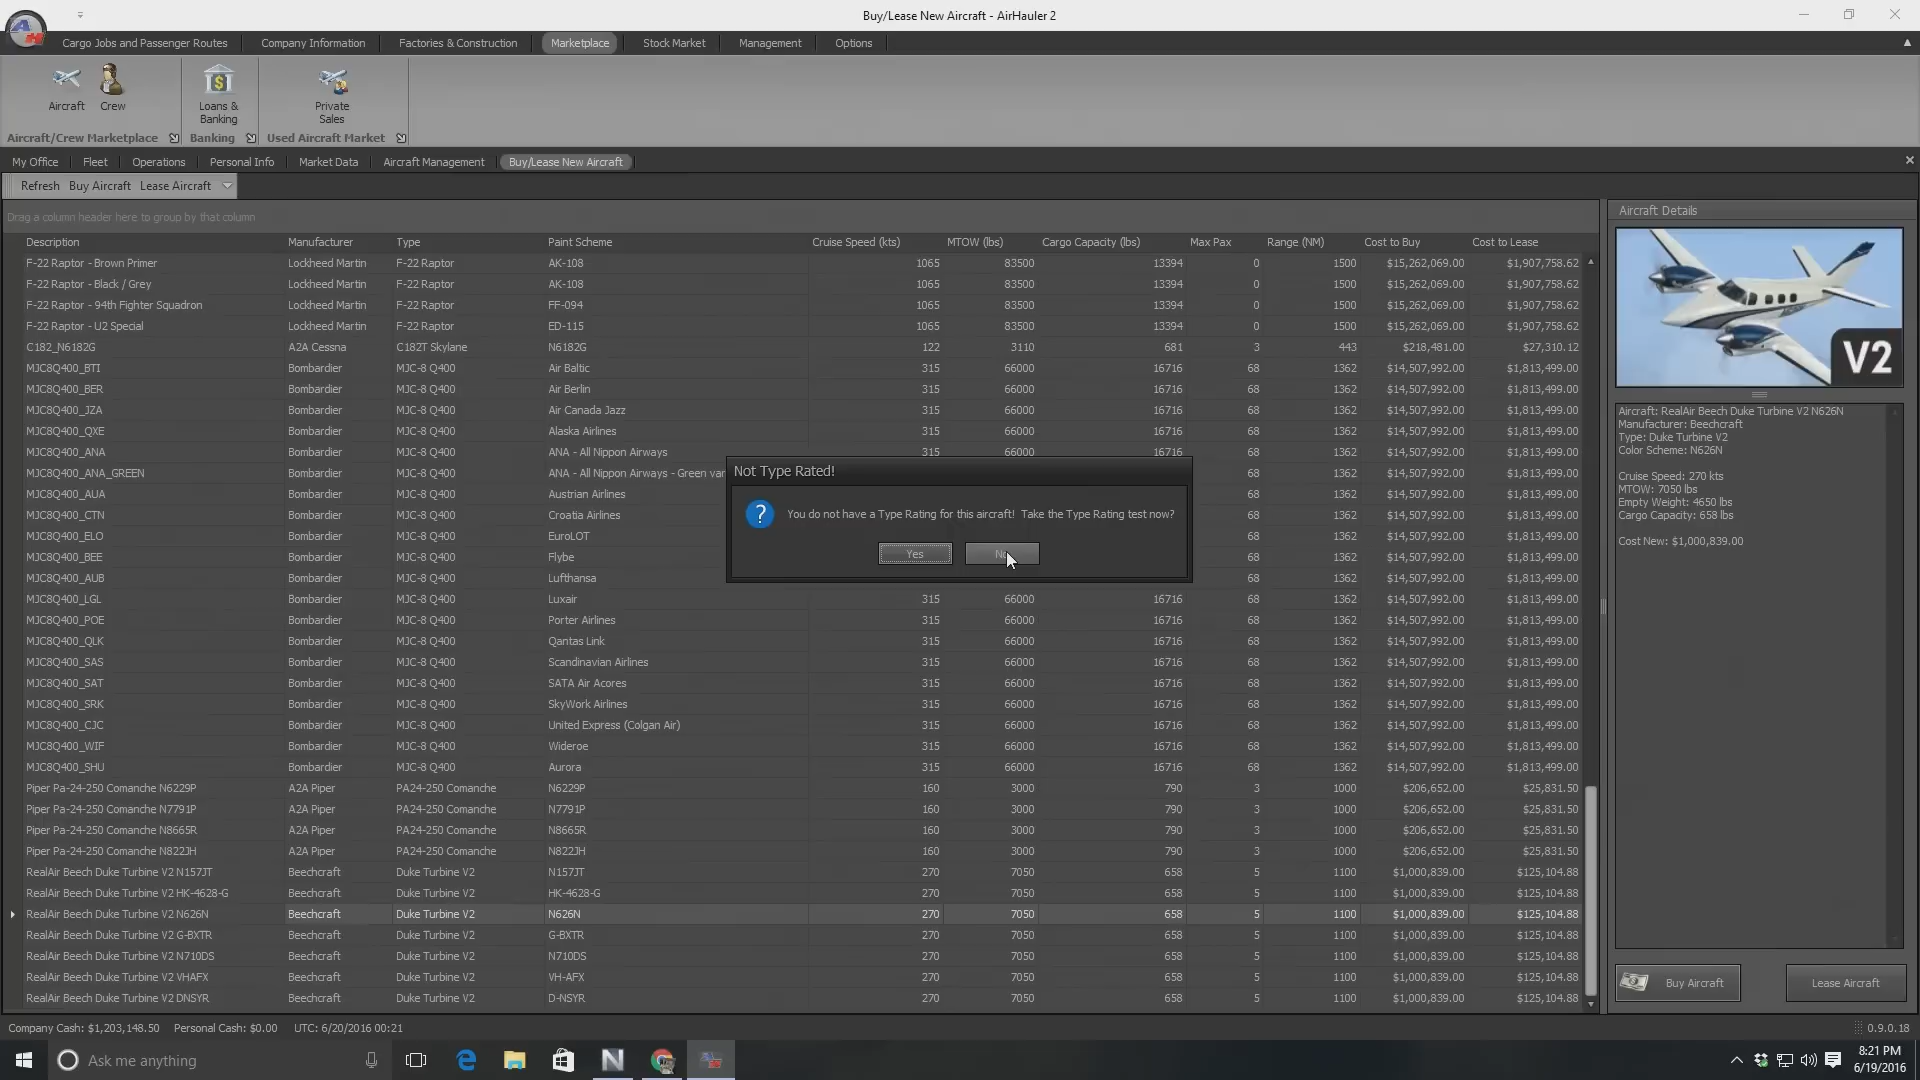 Buy/Lease New Aircraft - AirHauler 2
Cargo Jobs and Passenger Routes Company Information Factories & Construction Marketplace Stock Market Management Options
Aircraft Crew Loans & Banking Private Sales
Aircraft/Crew Marketplace Banking Used Aircraft Market
My Office Fleet Operations Personal Info Market Data Aircraft Management Buy/Lease New Aircraft
Refresh Buy Aircraft Lease Aircraft
Drag a column header here to group by that column
Description Manufacturer Type Paint Scheme Cruise Speed (kts) MTOW (lbs) Cargo Capacity (lbs) Max Pax Range (NM) Cost to Buy Cost to Lease
F-22 Raptor - Brown Primer Lockheed Martin F-22 Raptor AK-108 1065 83500 13394 0 1500 $15,262,069.00 $1,907,758.62
F-22 Raptor - Black / Grey Lockheed Martin F-22 Raptor AK-108 1065 83500 13394 0 1500 $15,262,069.00 $1,907,758.62
F-22 Raptor - 94th Fighter Squadron Lockheed Martin F-22 Raptor FF-094 1065 83500 13394 0 1500 $15,262,069.00 $1,907,758.62
F-22 Raptor - U2 Special Lockheed Martin F-22 Raptor ED-115 1065 83500 13394 0 1500 $15,262,069.00 $1,907,758.62
C182_N6182G A2A Cessna C182T Skylane N6182G 122 3110 681 3 443 $218,481.00 $27,310.12
MJC8Q400_BTI Bombardier MJC-8 Q400 Air Baltic 315 66000 16716 68 1362 $14,507,992.00 $1,813,499.00
MJC8Q400_BER Bombardier MJC-8 Q400 Air Berlin 315 66000 16716 68 1362 $14,507,992.00 $1,813,499.00
MJC8Q400_JZA Bombardier MJC-8 Q400 Air Canada Jazz 315 66000 16716 68 1362 $14,507,992.00 $1,813,499.00
MJC8Q400_QXE Bombardier MJC-8 Q400 Alaska Airlines 315 66000 16716 68 1362 $14,507,992.00 $1,813,499.00
MJC8Q400_ANA Bombardier MJC-8 Q400 ANA - All Nippon Airways 315 66000 16716 68 1362 $14,507,992.00 $1,813,499.00
MJC8Q400_ANA_GREEN Bombardier MJC-8 Q400 ANA - All Nippon Airways - Green var 68 1362 $14,507,992.00 $1,813,499.00
MJC8Q400_AUA Bombardier MJC-8 Q400 Austrian Airlines 68 1362 $14,507,992.00 $1,813,499.00
MJC8Q400_CTN Bombardier MJC-8 Q400 Croatia Airlines 68 1362 $14,507,992.00 $1,813,499.00
MJC8Q400_ELO Bombardier MJC-8 Q400 EuroLOT 68 1362 $14,507,992.00 $1,813,499.00
MJC8Q400_BEE Bombardier MJC-8 Q400 Flybe 68 1362 $14,507,992.00 $1,813,499.00
MJC8Q400_AUB Bombardier MJC-8 Q400 Lufthansa 68 1362 $14,507,992.00 $1,813,499.00
MJC8Q400_LGL Bombardier MJC-8 Q400 Luxair 315 66000 16716 68 1362 $14,507,992.00 $1,813,499.00
MJC8Q400_POE Bombardier MJC-8 Q400 Porter Airlines 315 66000 16716 68 1362 $14,507,992.00 $1,813,499.00
MJC8Q400_QLK Bombardier MJC-8 Q400 Qantas Link 315 66000 16716 68 1362 $14,507,992.00 $1,813,499.00
MJC8Q400_SAS Bombardier MJC-8 Q400 Scandinavian Airlines 315 66000 16716 68 1362 $14,507,992.00 $1,813,499.00
MJC8Q400_SAT Bombardier MJC-8 Q400 SATA Air Acores 315 66000 16716 68 1362 $14,507,992.00 $1,813,499.00
MJC8Q400_SRK Bombardier MJC-8 Q400 SkyWork Airlines 315 66000 16716 68 1362 $14,507,992.00 $1,813,499.00
MJC8Q400_CJC Bombardier MJC-8 Q400 United Express (Colgan Air) 315 66000 16716 68 1362 $14,507,992.00 $1,813,499.00
MJC8Q400_WIF Bombardier MJC-8 Q400 Wideroe 315 66000 16716 68 1362 $14,507,992.00 $1,813,499.00
MJC8Q400_SHU Bombardier MJC-8 Q400 Aurora 315 66000 16716 68 1362 $14,507,992.00 $1,813,499.00
Piper Pa-24-250 Comanche N6229P A2A Piper PA24-250 Comanche N6229P 160 3000 790 3 1000 $206,652.00 $25,831.50
Piper Pa-24-250 Comanche N7791P A2A Piper PA24-250 Comanche N7791P 160 3000 790 3 1000 $206,652.00 $25,831.50
Piper Pa-24-250 Comanche N8665R A2A Piper PA24-250 Comanche N8665R 160 3000 790 3 1000 $206,652.00 $25,831.50
Piper Pa-24-250 Comanche N822JH A2A Piper PA24-250 Comanche N822JH 160 3000 790 3 1000 $206,652.00 $25,831.50
RealAir Beech Duke Turbine V2 N157JT Beechcraft Duke Turbine V2 N157JT 270 7050 658 5 1100 $1,000,839.00 $125,104.88
RealAir Beech Duke Turbine V2 HK-4628-G Beechcraft Duke Turbine V2 HK-4628-G 270 7050 658 5 1100 $1,000,839.00 $125,104.88
RealAir Beech Duke Turbine V2 N626N Beechcraft Duke Turbine V2 N626N 270 7050 658 5 1100 $1,000,839.00 $125,104.88
RealAir Beech Duke Turbine V2 G-BXTR Beechcraft Duke Turbine V2 G-BXTR 270 7050 658 5 1100 $1,000,839.00 $125,104.88
RealAir Beech Duke Turbine V2 N710DS Beechcraft Duke Turbine V2 N710DS 270 7050 658 5 1100 $1,000,839.00 $125,104.88
RealAir Beech Duke Turbine V2 VHAFX Beechcraft Duke Turbine V2 VH-AFX 270 7050 658 5 1100 $1,000,839.00 $125,104.88
RealAir Beech Duke Turbine V2 DNSYR Beechcraft Duke Turbine V2 D-NSYR 270 7050 658 5 1100 $1,000,839.00 $125,104.88
Not Type Rated!
You do not have a Type Rating for this aircraft! Take the Type Rating test now?
Yes No
Aircraft Details
V2
Aircraft: RealAir Beech Duke Turbine V2 N626N
Manufacturer: Beechcraft
Type: Duke Turbine V2
Color Scheme: N626N
Cruise Speed: 270 kts
MTOW: 7050 lbs
Empty Weight: 4650 lbs
Cargo Capacity: 658 lbs
Cost New: $1,000,839.00
Buy Aircraft Lease Aircraft
Company Cash: $1,203,148.50 Personal Cash: $0.00 UTC: 6/20/2016 00:21 0.9.0.18
Ask me anything
8:21 PM
6/19/2016